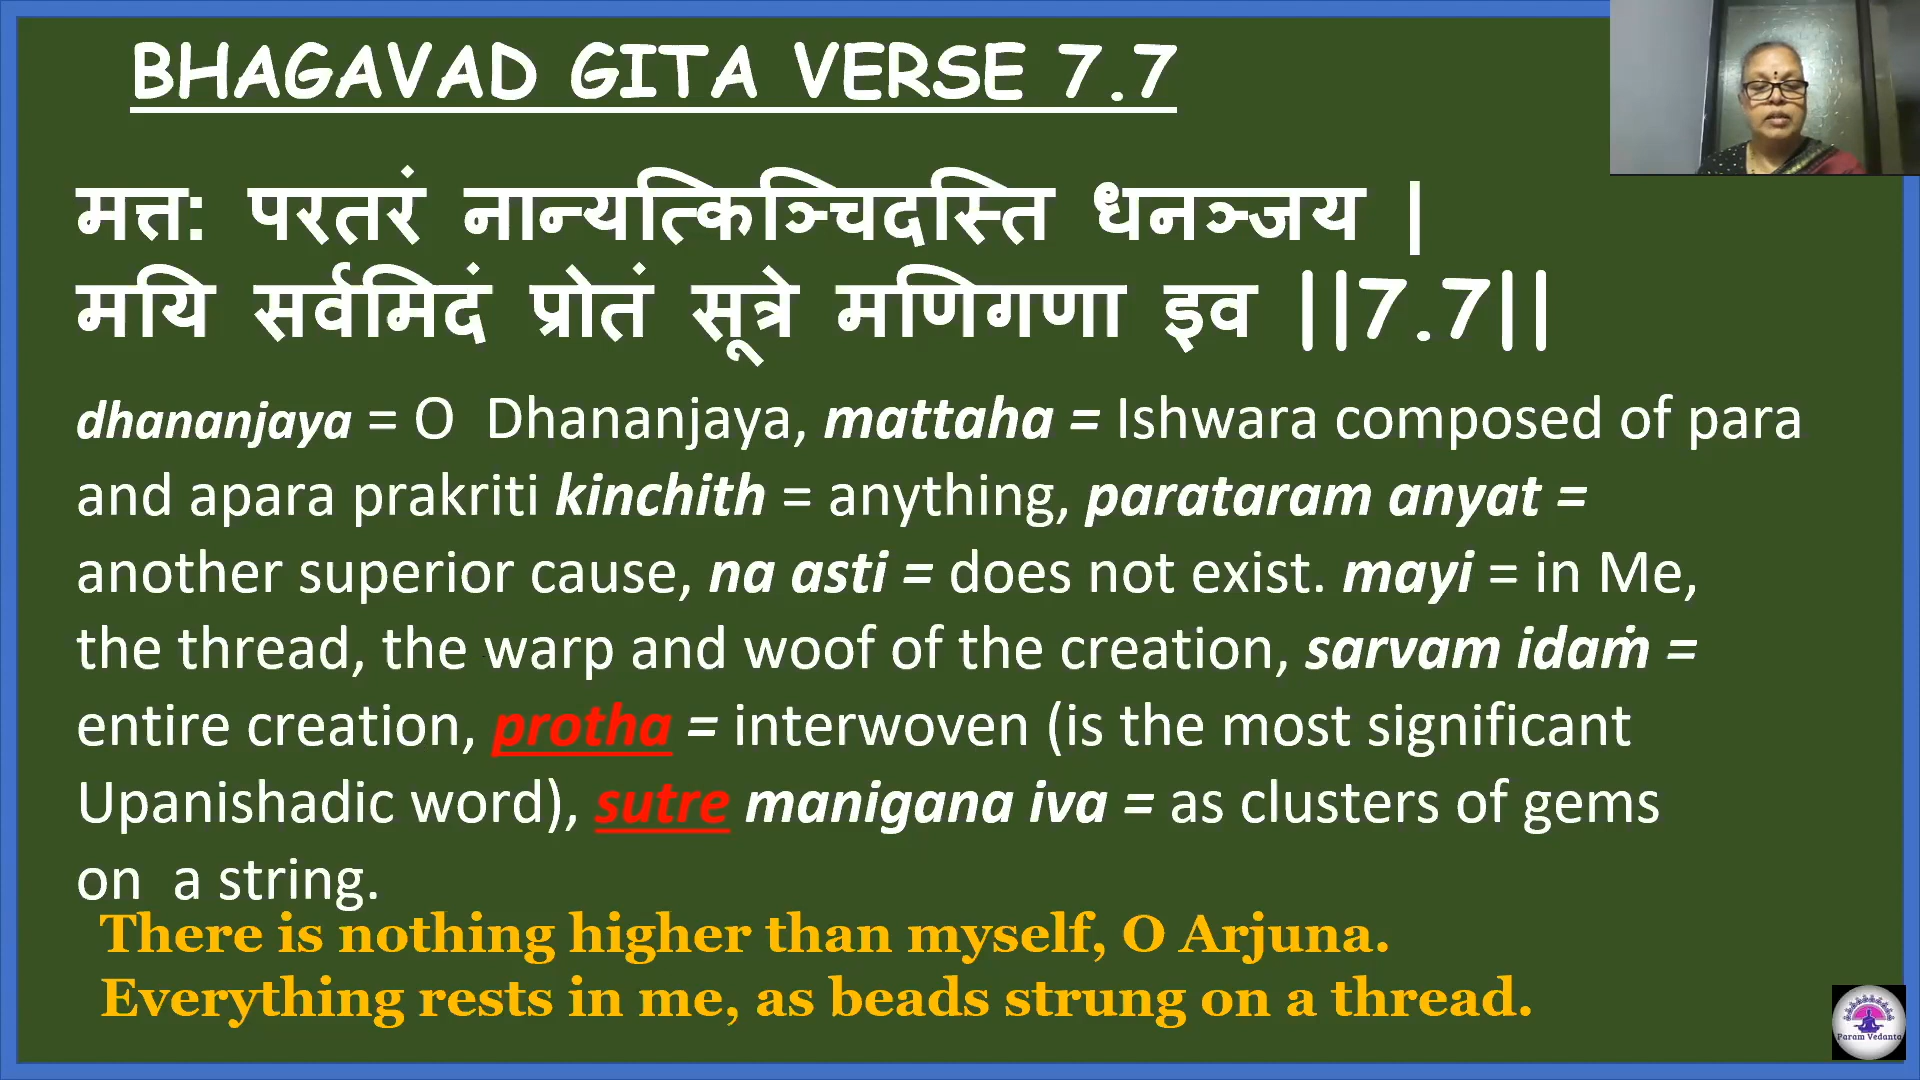 BHAGAVAD GITA VERSE 7.7
मत्त: परतरं नान्यत्किञ्चिदस्ति धनञ्जय |
मयि सर्वमिदं प्रोतं सूत्रे मणिगणा इव ||7.7||
dhananjaya = O Dhananjaya, mattaha = Ishwara composed of para
and apara prakriti kinchith = anything, parataram anyat =
another superior cause, na asti = does not exist. mayi = in Me,
the thread, the warp and woof of the creation, sarvam idaṁ =
entire creation, protha = interwoven (is the most significant
Upanishadic word), sutre manigana iva = as clusters of gems
on a string.
There is nothing higher than myself, O Arjuna.
Everything rests in me, as beads strung on a thread.
Param Vedanta